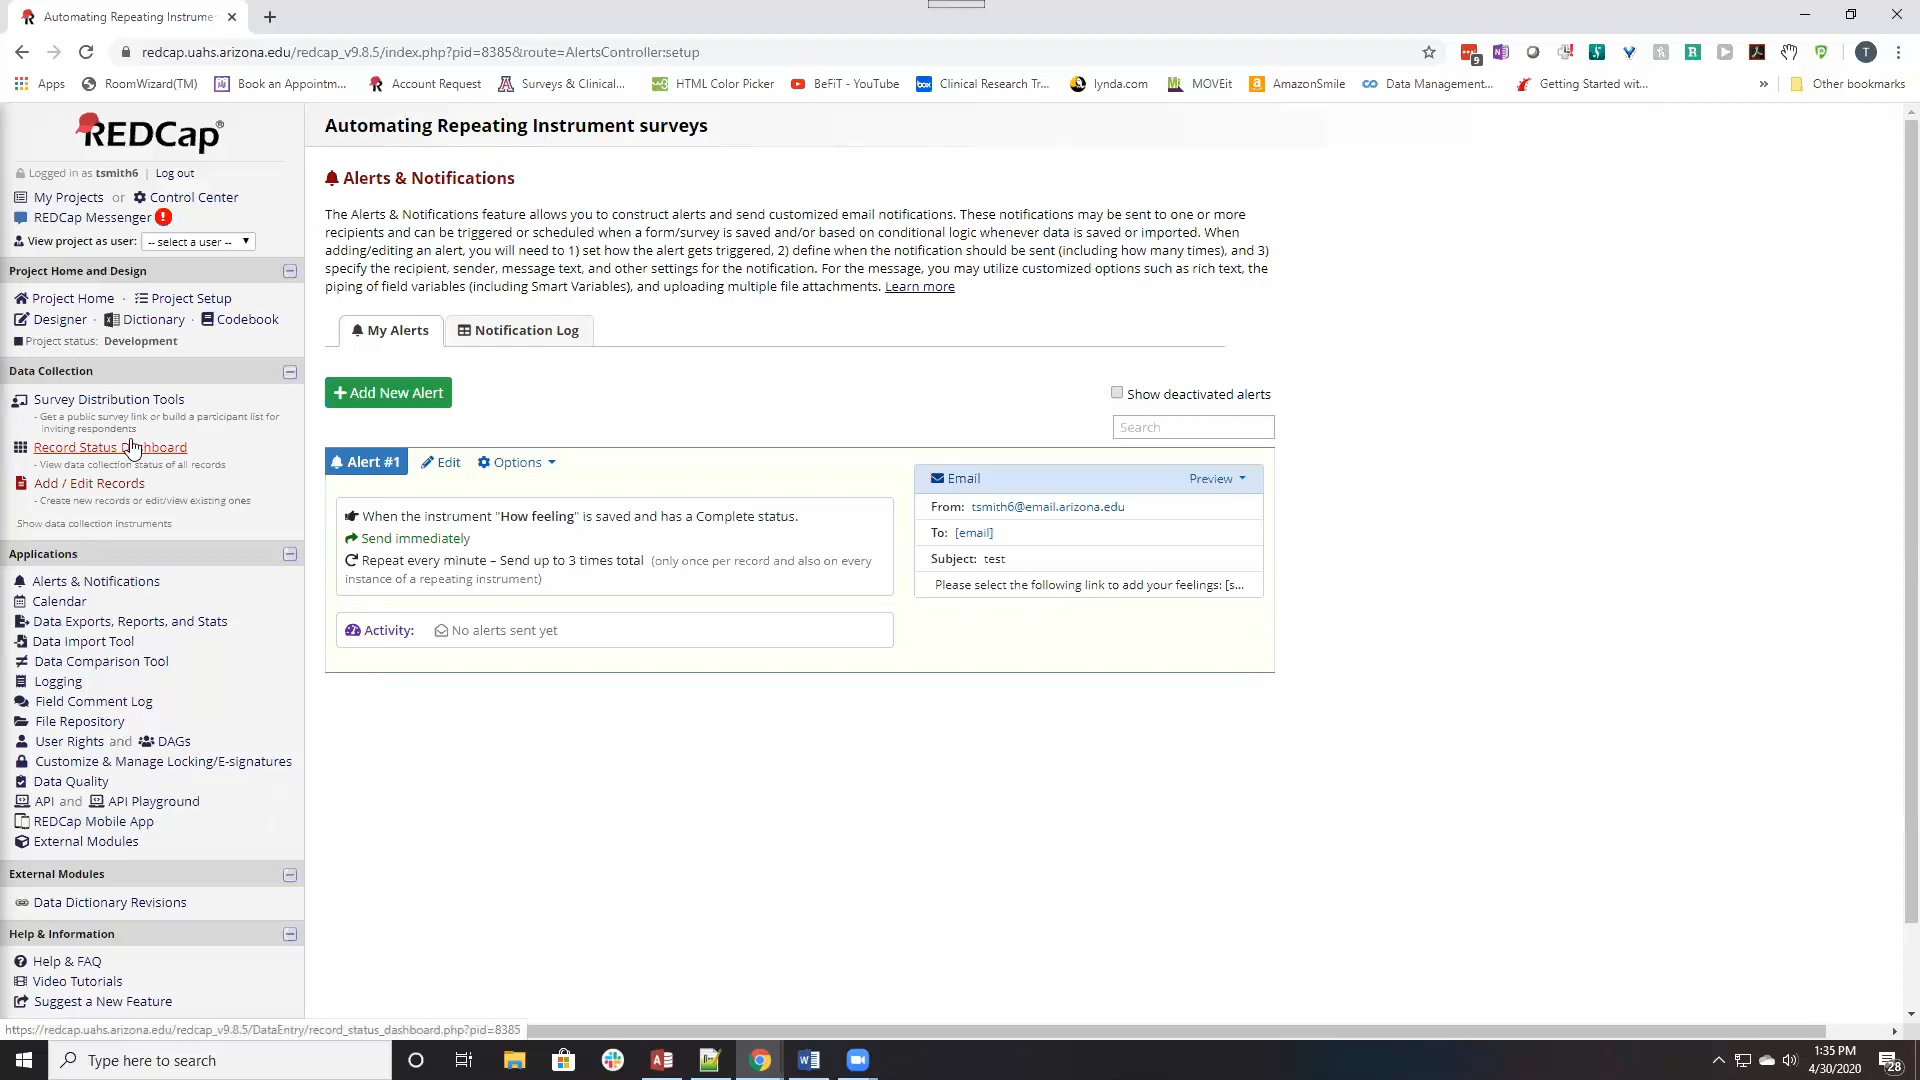 Automating Repeating Instrume
redcap.uahs.arizona.edu/redcap_v9.8.5/index.php?pid=8385&route=AlertsController:setup
9
T
Apps
RoomWizard(TM)
Book an Appointm...
Account Request
Surveys & Clinical...
HTML Color Picker
BeFiT - YouTube
Clinical Research Tr...
lynda.com
MOVEit
AmazonSmile
Data Management...
Getting Started wit...
»
Other bookmarks
REDCap
Logged in as tsmith6 | Log out
My Projects or Control Center
REDCap Messenger
View project as user: -- select a user --
Project Home and Design
Project Home · Project Setup
Designer · Dictionary · Codebook
Project status: Development
Data Collection
Survey Distribution Tools
- Get a public survey link or build a participant list for
inviting respondents
Record Status Dashboard
- View data collection status of all records
Add / Edit Records
- Create new records or edit/view existing ones
Show data collection instruments
Applications
Alerts & Notifications
Calendar
Data Exports, Reports, and Stats
Data Import Tool
Data Comparison Tool
Logging
Field Comment Log
File Repository
User Rights and DAGs
Customize & Manage Locking/E-signatures
Data Quality
API and API Playground
REDCap Mobile App
External Modules
External Modules
Data Dictionary Revisions
Help & Information
Help & FAQ
Video Tutorials
Suggest a New Feature
https://redcap.uahs.arizona.edu/redcap_v9.8.5/DataEntry/record_status_dashboard.php?pid=8385
Automating Repeating Instrument surveys
Alerts & Notifications
The Alerts & Notifications feature allows you to construct alerts and send customized email notifications. These notifications may be sent to one or more
recipients and can be triggered or scheduled when a form/survey is saved and/or based on conditional logic whenever data is saved or imported. When
adding/editing an alert, you will need to 1) set how the alert gets triggered, 2) define when the notification should be sent (including how many times), and 3)
specify the recipient, sender, message text, and other settings for the notification. For the message, you may utilize customized options such as rich text, the
piping of field variables (including Smart Variables), and uploading multiple file attachments. Learn more
My Alerts
Notification Log
+ Add New Alert
Show deactivated alerts
Search
Alert #1
Edit
Options
When the instrument "How feeling" is saved and has a Complete status.
Send immediately
Repeat every minute – Send up to 3 times total (only once per record and also on every
instance of a repeating instrument)
Activity: No alerts sent yet
Email
Preview
From: tsmith6@email.arizona.edu
To: [email]
Subject: test
Please select the following link to add your feelings: [s...
Type here to search
1:35 PM
4/30/2020
28